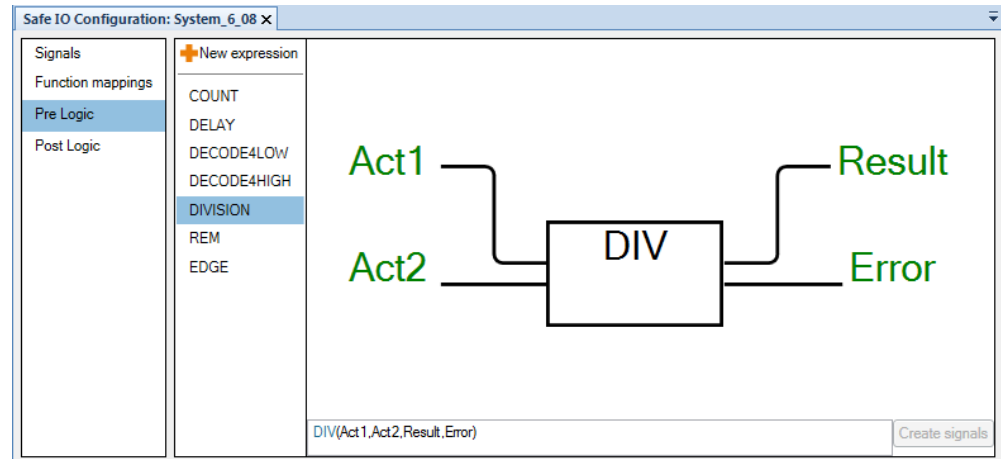 Safe IO Configuration: System_6_08 X
Signals
Function mappings
Pre Logic
Post Logic
New expression
COUNT
DELAY
DECODE4LOW
DECODE4HIGH
DIVISION
REM
EDGE
Act1
Act2
DIV
Result
Error
DIV(Act1,Act2,Result,Error)
Create signals